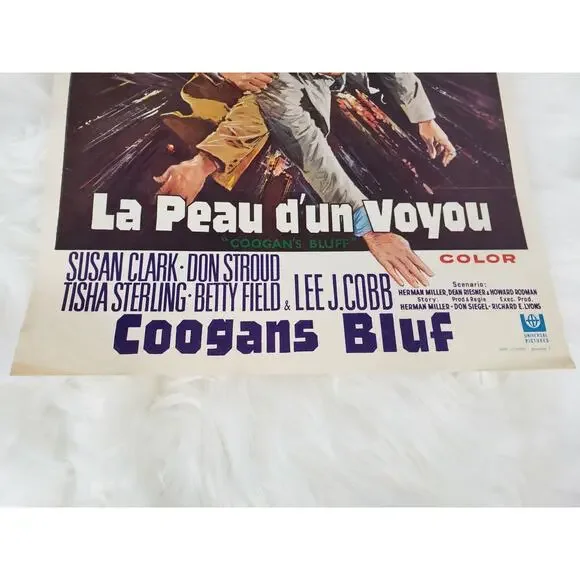 La Peau d'un Voyou
"COOGAN'S BLUFF"
COLOR
SUSAN CLARK · DON STROUD
TISHA STERLING · BETTY FIELD & LEE J. COBB
Scenario:
HERMAN MILLER, DEAN RIESNER & HOWARD RODMAN
Story: Prod & Regie Exec. Prod.
HERMAN MILLER - DON SIEGEL - RICHARD E. LYONS
Coogans Bluf
UNIVERSAL
PICTURES